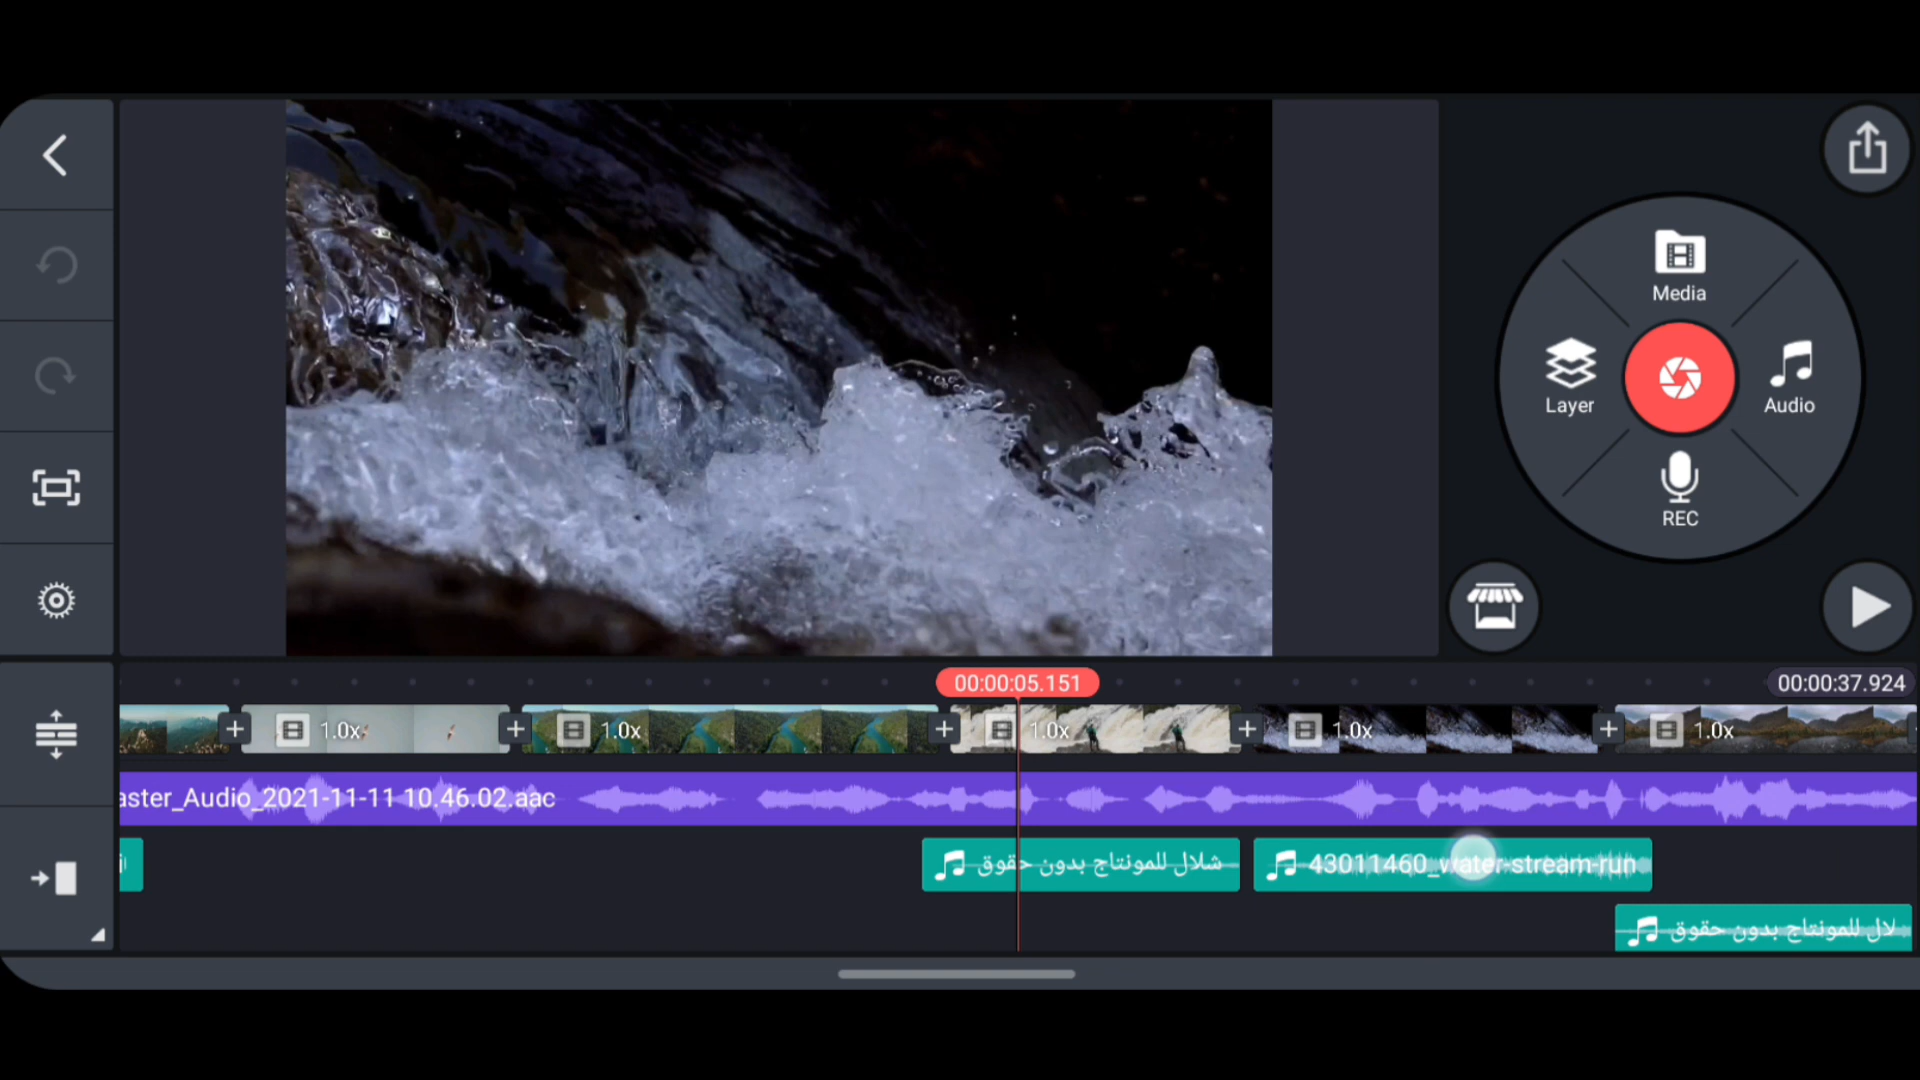 Media
Layer
Audio
REC
00:00:05.151
00:00:37.924
1.0x
1.0x
1.0x
1.0x
1.0x
aster_Audio_2021-11-11 10.46.02.aac
شلال للمونتاج بدون حقوق
43011460_water-stream-run
لال للمونتاج بدون حقوق